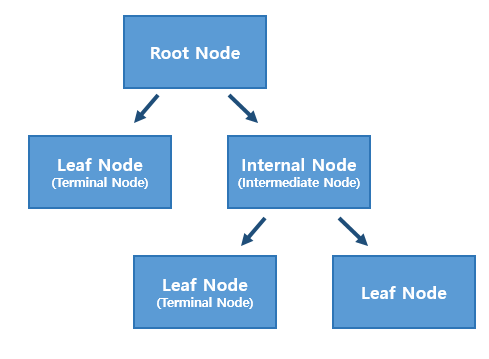 Root Node
Leaf Node
(Terminal Node)
Internal Node
(Intermediate Node)
Leaf Node
(Terminal Node)
Leaf Node